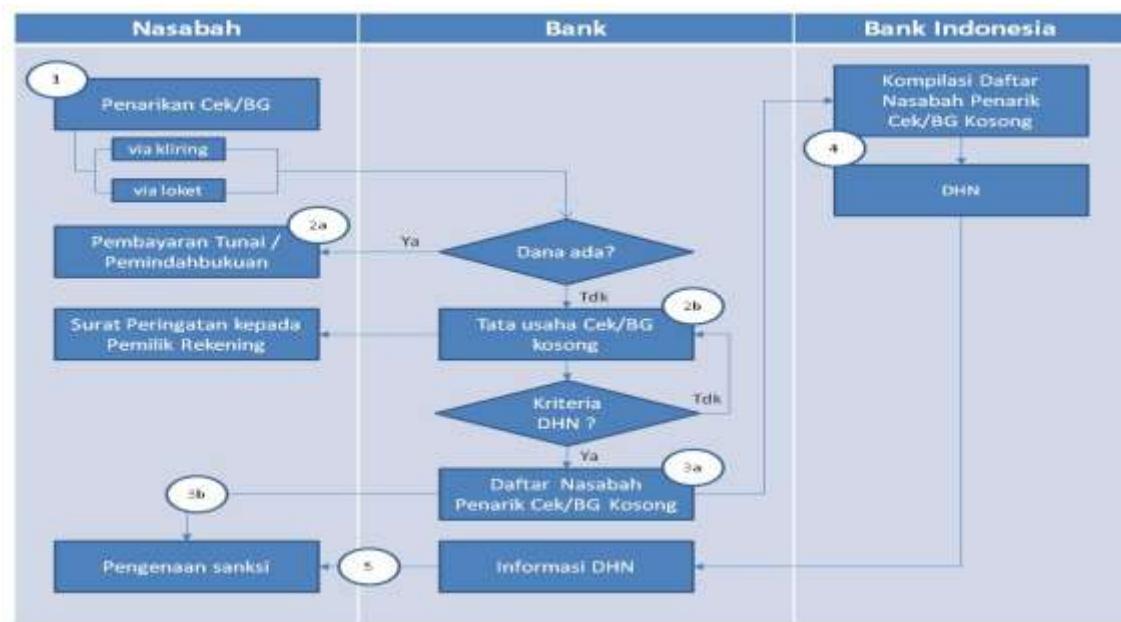 Nasabah
Bank
Bank Indonesia
1
Penarikan Cek/BG
via kliring
via loket
Kompilasi Daftar
Nasabah Penarik
Cek/BG Kosong
4
DHN
2a
Pembayaran Tunai /
Pemindahbukuan
Ya
Dana ada?
Tdk
2b
Surat Peringatan kepada
Pemilik Rekening
Tata usaha Cek/BG
kosong
Kriteria
DHN ?
Tdk
Ya
3a
Daftar Nasabah
Penarik Cek/BG Kosong
3b
Pengenaan sanksi
5
Informasi DHN